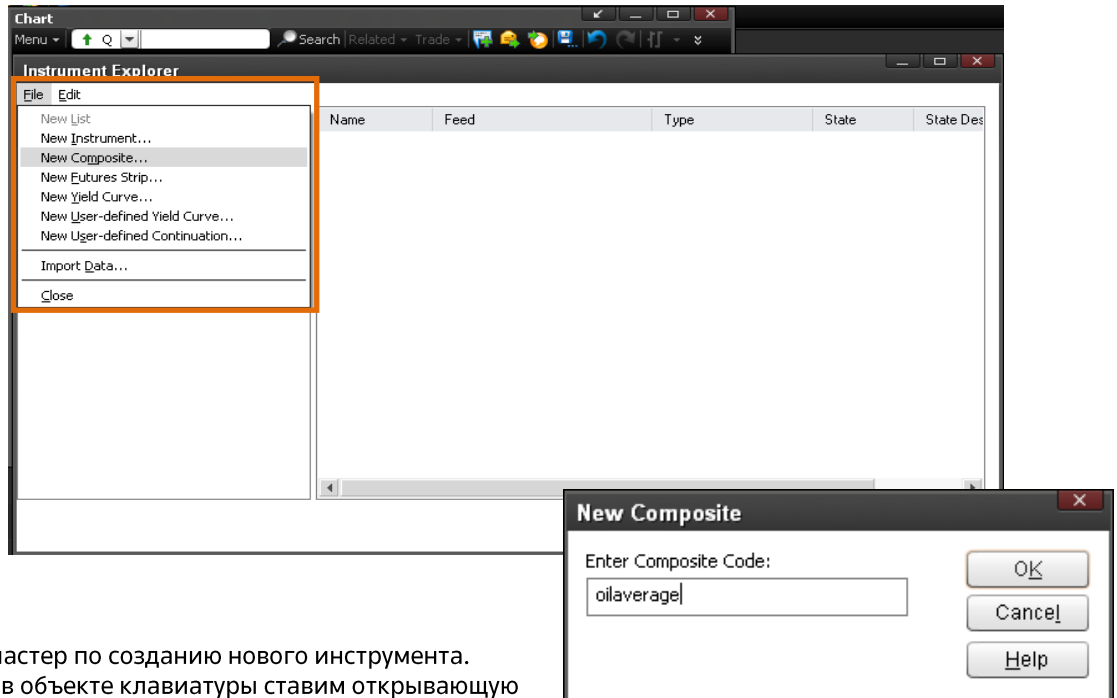 Chart
Menu Q Search Related Trade
Instrument Explorer
File Edit
New List
New Instrument...
New Composite...
New Futures Strip...
New Yield Curve...
New User-defined Yield Curve...
New User-defined Continuation...
Import Data...
Close
Name Feed Type State State Des
New Composite
Enter Composite Code:
oilaverage
OK
Cancel
Help
астер по созданию нового инструмента.
в объекте клавиатуры ставим открывающую